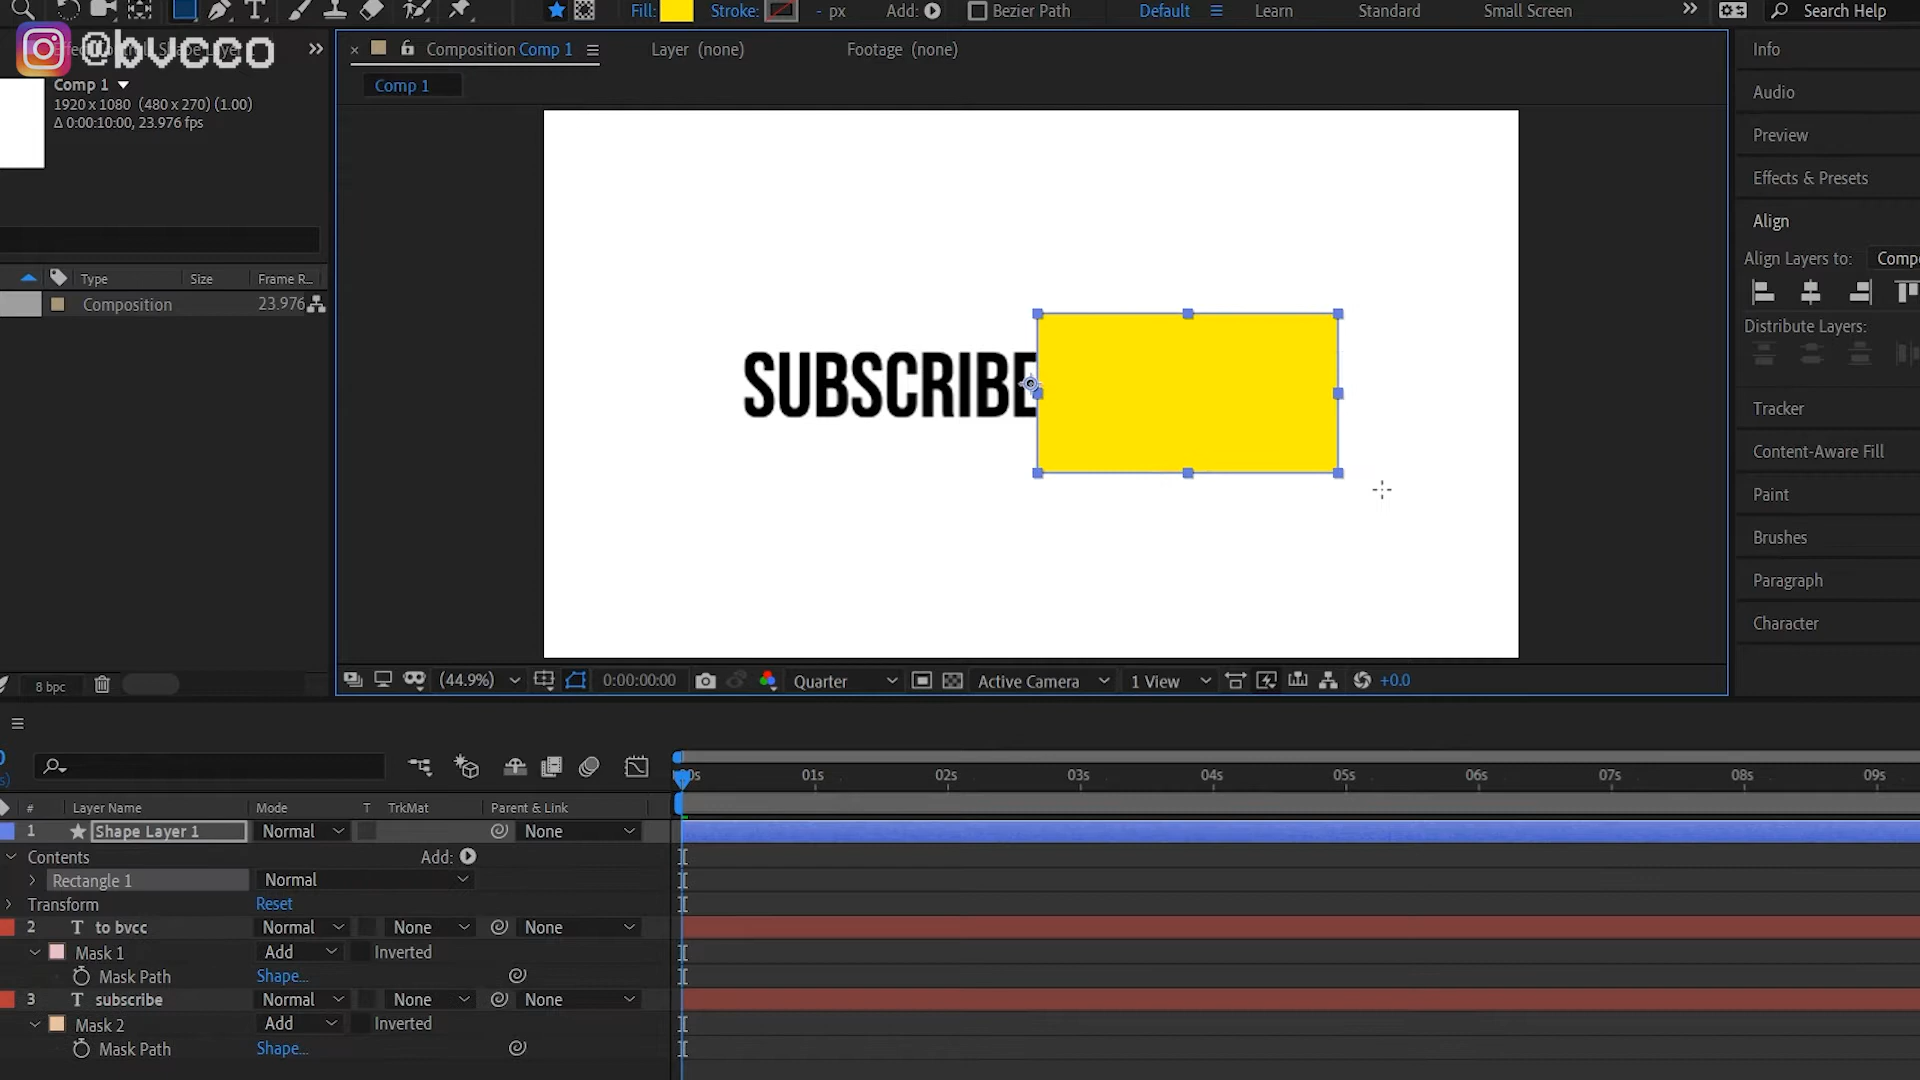 Fill:
Stroke:
- px
Add:
Bezier Path
Default
Learn
Standard
Small Screen
Search Help
@bvcco
Composition Comp 1
Layer (none)
Footage (none)
Comp 1
Comp 1
1920 x 1080 (480 x 270) (1.00)
Δ 0:00:10:00, 23.976 fps
Type
Size
Frame R...
Composition
23.976
8 bpc
SUBSCRIBE
(44.9%)
0:00:00:00
Quarter
Active Camera
1 View
+0.0
Info
Audio
Preview
Effects & Presets
Align
Align Layers to:
Distribute Layers:
Tracker
Content-Aware Fill
Paint
Brushes
Paragraph
Character
01s
02s
03s
04s
05s
06s
07s
08s
09s
# Layer Name Mode T TrkMat Parent & Link
1 Shape Layer 1 Normal None
Contents Add:
Rectangle 1 Normal
Transform Reset
2 T to bvcc Normal None None
Mask 1 Add Inverted
Mask Path Shape...
3 T subscribe Normal None None
Mask 2 Add Inverted
Mask Path Shape...